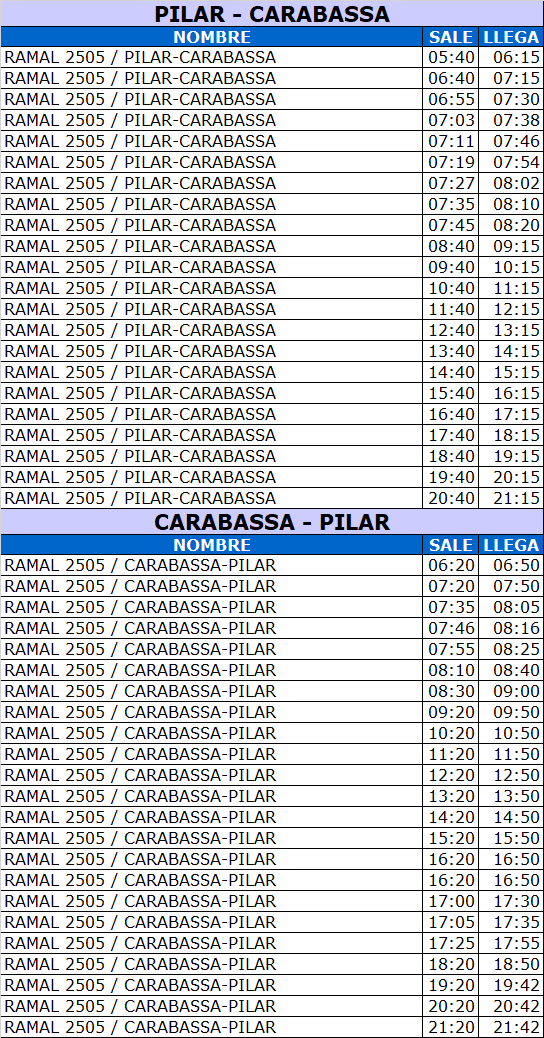 PILAR - CARABASSA
NOMBRE SALE LLEGA
RAMAL 2505 / PILAR-CARABASSA 05:40 06:15
RAMAL 2505 / PILAR-CARABASSA 06:40 07:15
RAMAL 2505 / PILAR-CARABASSA 06:55 07:30
RAMAL 2505 / PILAR-CARABASSA 07:03 07:38
RAMAL 2505 / PILAR-CARABASSA 07:11 07:46
RAMAL 2505 / PILAR-CARABASSA 07:19 07:54
RAMAL 2505 / PILAR-CARABASSA 07:27 08:02
RAMAL 2505 / PILAR-CARABASSA 07:35 08:10
RAMAL 2505 / PILAR-CARABASSA 07:45 08:20
RAMAL 2505 / PILAR-CARABASSA 08:40 09:15
RAMAL 2505 / PILAR-CARABASSA 09:40 10:15
RAMAL 2505 / PILAR-CARABASSA 10:40 11:15
RAMAL 2505 / PILAR-CARABASSA 11:40 12:15
RAMAL 2505 / PILAR-CARABASSA 12:40 13:15
RAMAL 2505 / PILAR-CARABASSA 13:40 14:15
RAMAL 2505 / PILAR-CARABASSA 14:40 15:15
RAMAL 2505 / PILAR-CARABASSA 15:40 16:15
RAMAL 2505 / PILAR-CARABASSA 16:40 17:15
RAMAL 2505 / PILAR-CARABASSA 17:40 18:15
RAMAL 2505 / PILAR-CARABASSA 18:40 19:15
RAMAL 2505 / PILAR-CARABASSA 19:40 20:15
RAMAL 2505 / PILAR-CARABASSA 20:40 21:15
CARABASSA - PILAR
NOMBRE SALE LLEGA
RAMAL 2505 / CARABASSA-PILAR 06:20 06:50
RAMAL 2505 / CARABASSA-PILAR 07:20 07:50
RAMAL 2505 / CARABASSA-PILAR 07:35 08:05
RAMAL 2505 / CARABASSA-PILAR 07:46 08:16
RAMAL 2505 / CARABASSA-PILAR 07:55 08:25
RAMAL 2505 / CARABASSA-PILAR 08:10 08:40
RAMAL 2505 / CARABASSA-PILAR 08:30 09:00
RAMAL 2505 / CARABASSA-PILAR 09:20 09:50
RAMAL 2505 / CARABASSA-PILAR 10:20 10:50
RAMAL 2505 / CARABASSA-PILAR 11:20 11:50
RAMAL 2505 / CARABASSA-PILAR 12:20 12:50
RAMAL 2505 / CARABASSA-PILAR 13:20 13:50
RAMAL 2505 / CARABASSA-PILAR 14:20 14:50
RAMAL 2505 / CARABASSA-PILAR 15:20 15:50
RAMAL 2505 / CARABASSA-PILAR 16:20 16:50
RAMAL 2505 / CARABASSA-PILAR 16:20 16:50
RAMAL 2505 / CARABASSA-PILAR 17:00 17:30
RAMAL 2505 / CARABASSA-PILAR 17:05 17:35
RAMAL 2505 / CARABASSA-PILAR 17:25 17:55
RAMAL 2505 / CARABASSA-PILAR 18:20 18:50
RAMAL 2505 / CARABASSA-PILAR 19:20 19:42
RAMAL 2505 / CARABASSA-PILAR 20:20 20:42
RAMAL 2505 / CARABASSA-PILAR 21:20 21:42